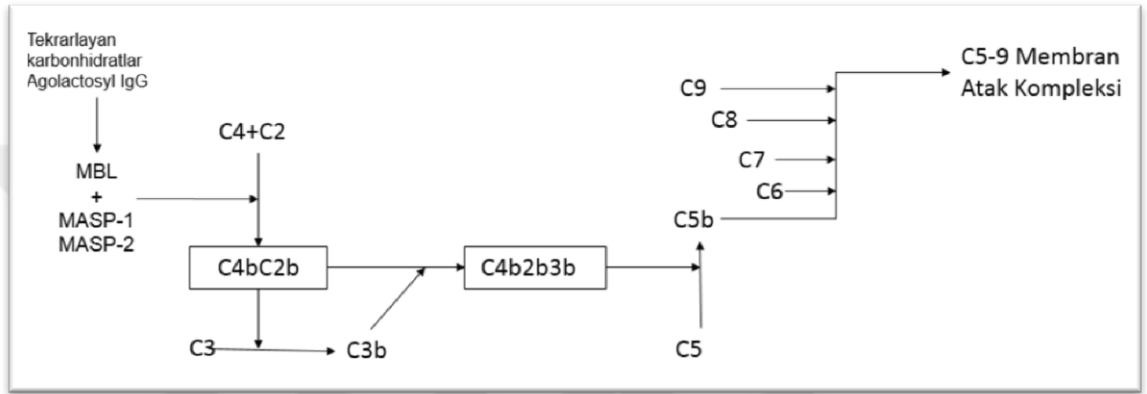 Tekrarlayan
karbonhidratlar
Agolactosyl IgG
MBL
+
MASP-1
MASP-2
C4+C2
C4bC2b
C3
C3b
C4b2b3b
C5
C5b
C6
C7
C8
C9
C5-9 Membran
Atak Kompleksi